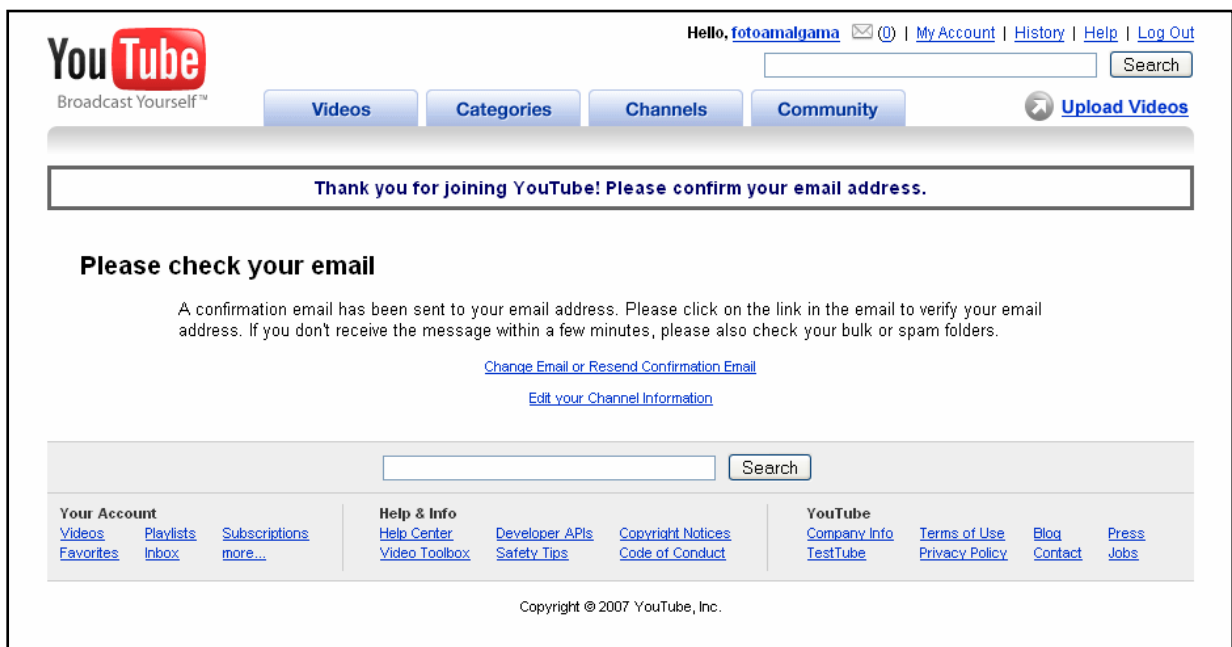 Hello, fotoamalgama (0) | My Account | History | Help | Log Out
You Tube
Broadcast Yourself™
Search
Videos Categories Channels Community Upload Videos
Thank you for joining YouTube! Please confirm your email address.
Please check your email
A confirmation email has been sent to your email address. Please click on the link in the email to verify your email
address. If you don't receive the message within a few minutes, please also check your bulk or spam folders.
Change Email or Resend Confirmation Email
Edit your Channel Information
Search
Your Account
Videos Playlists Subscriptions
Favorites Inbox more...
Help & Info
Help Center Developer APIs Copyright Notices
Video Toolbox Safety Tips Code of Conduct
YouTube
Company Info Terms of Use Blog Press
TestTube Privacy Policy Contact Jobs
Copyright © 2007 YouTube, Inc.